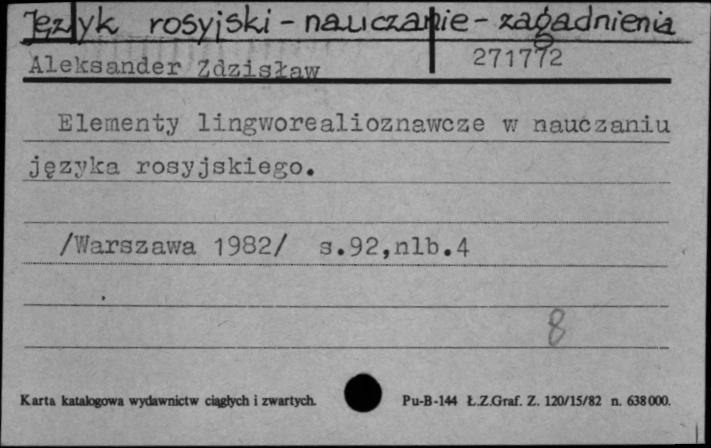 Język rosyjski - nauczanie - zagadnienia
Aleksander Zdzisław 271772
Elementy lingworealioznawcze w nauczaniu
języka rosyjskiego.
/Warszawa 1982/ s.92,nlb.4
8
Karta katalogowa wydawnictw ciągłych i zwartych. Pu-B-144 Ł.Z.Graf. Z. 120/15/82 n. 638000.